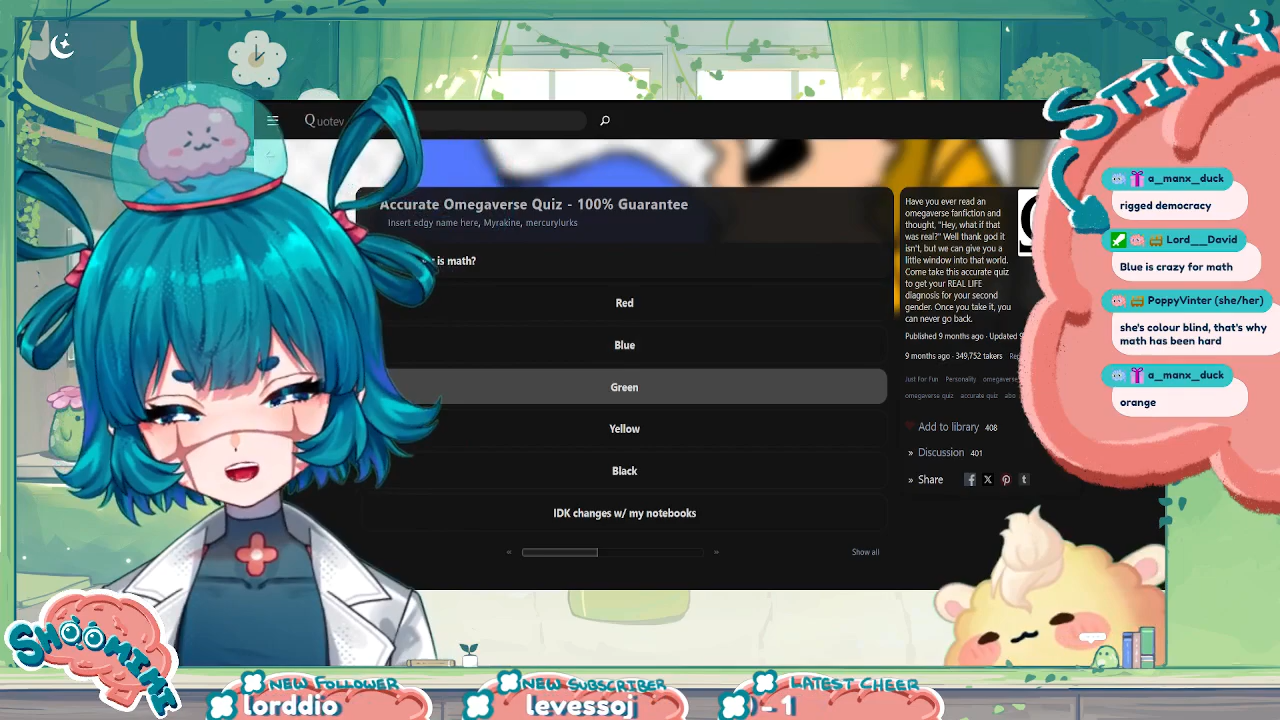 STINKY
Quotev
Accurate Omegaverse Quiz - 100% Guarantee
Insert edgy name here, Myrakine, mercurylurks
is math?
Red
Blue
Green
Yellow
Black
IDK changes w/ my notebooks
«
»
Show all
Have you ever read an
omegaverse fanfiction and
thought, "Hey, what if that
was real?" Well thank god it
isn't, but we can give you a
little window into that world.
Come take this accurate quiz
to get your REAL LIFE
diagnosis for your second
gender. Once you take it, you
can never go back.
Published 9 months ago · Updated 9
9 months ago · 349,752 takers
Just For Fun Personality omegaverse
omegaverse quiz accurate quiz abo
Add to library 408
» Discussion 401
» Share f X t
a_manx_duck
rigged democracy
Lord__David
Blue is crazy for math
PoppyVinter (she/her)
she's colour blind, that's why
math has been hard
a_manx_duck
orange
SMOOMINE
NEW FOLLOWER
lorddio
NEW SUBSCRIBER
levessoj
LATEST CHEER
) - 1